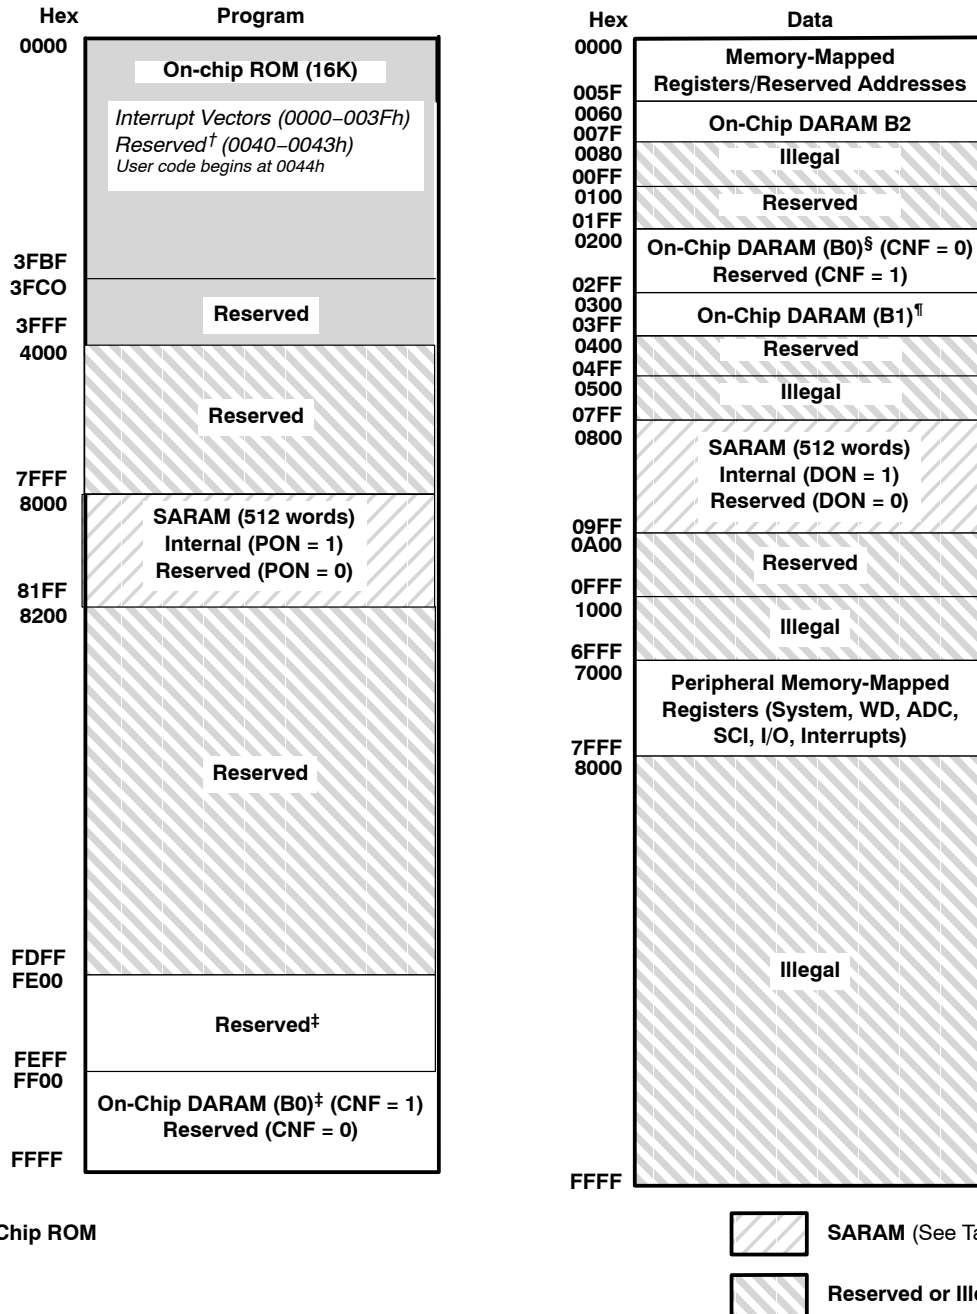 Hex Program
0000
On-chip ROM (16K)
Interrupt Vectors (0000−003Fh)
Reserved† (0040−0043h)
User code begins at 0044h
3FBF
3FCO
Reserved
3FFF
4000
Reserved
7FFF
8000
SARAM (512 words)
Internal (PON = 1)
Reserved (PON = 0)
81FF
8200
Reserved
FDFF
FE00
Reserved‡
FEFF
FF00
On-Chip DARAM (B0)‡ (CNF = 1)
Reserved (CNF = 0)
FFFF
Hex Data
0000
Memory-Mapped
Registers/Reserved Addresses
005F
0060
On-Chip DARAM B2
007F
0080
Illegal
00FF
0100
Reserved
01FF
0200
On-Chip DARAM (B0)§ (CNF = 0)
Reserved (CNF = 1)
02FF
0300
On-Chip DARAM (B1)¶
03FF
0400
Reserved
04FF
0500
Illegal
07FF
0800
SARAM (512 words)
Internal (DON = 1)
Reserved (DON = 0)
09FF
0A00
Reserved
0FFF
1000
Illegal
6FFF
7000
Peripheral Memory-Mapped
Registers (System, WD, ADC,
SCI, I/O, Interrupts)
7FFF
8000
Illegal
FFFF
Chip ROM
SARAM (See Ta
Reserved or Ille